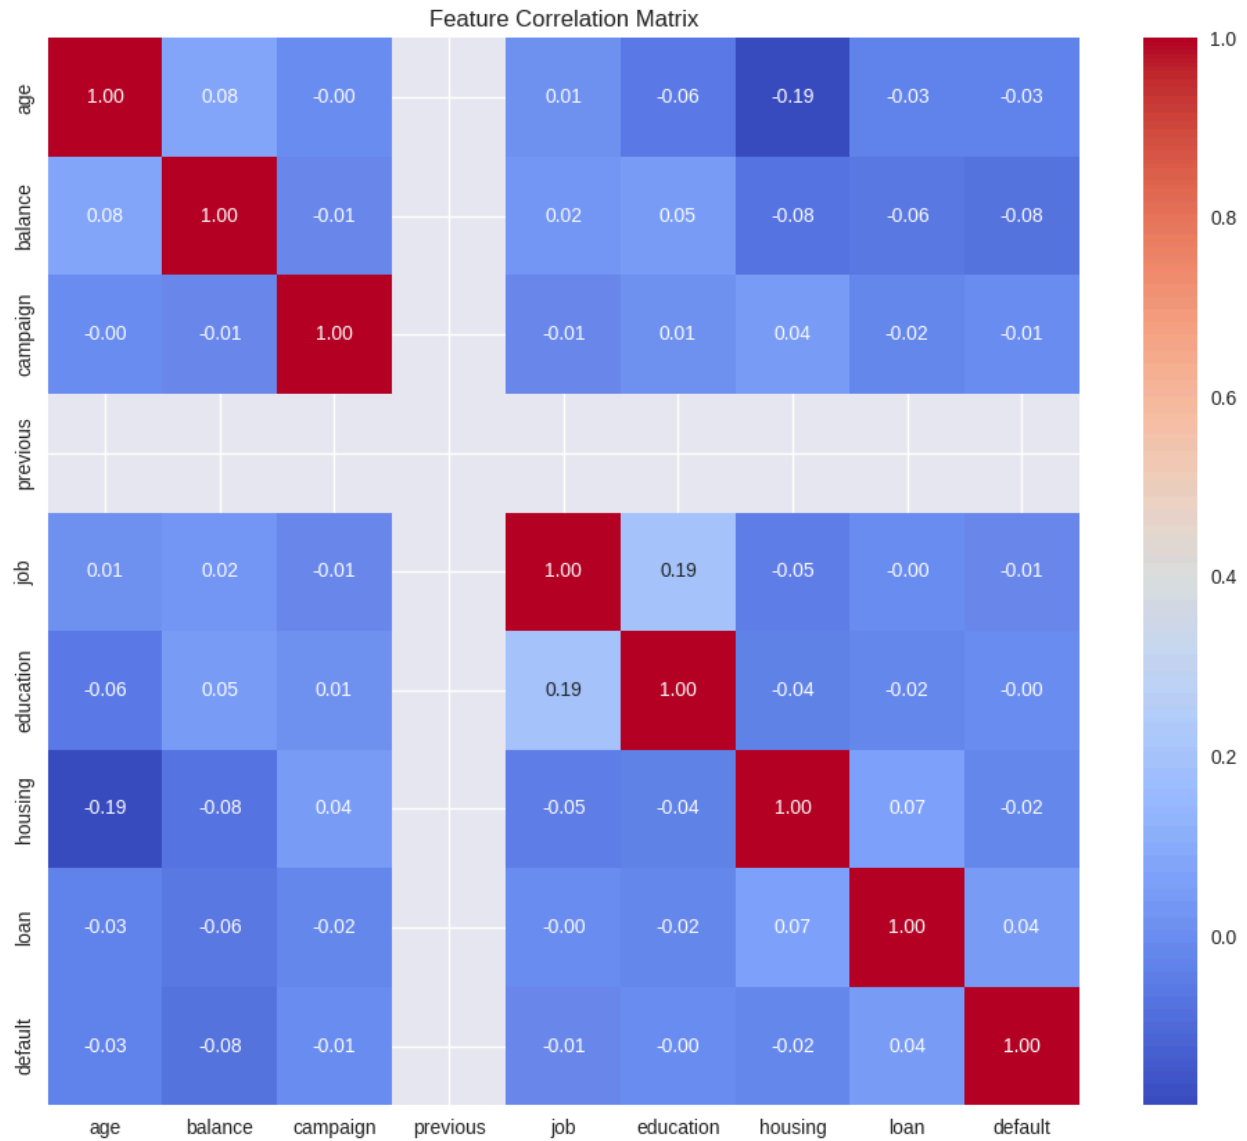 Feature Correlation Matrix
age 1.00 0.08 -0.00 0.01 -0.06 -0.19 -0.03 -0.03
balance 0.08 1.00 -0.01 0.02 0.05 -0.08 -0.06 -0.08
campaign -0.00 -0.01 1.00 -0.01 0.01 0.04 -0.02 -0.01
previous
job 0.01 0.02 -0.01 1.00 0.19 -0.05 -0.00 -0.01
education -0.06 0.05 0.01 0.19 1.00 -0.04 -0.02 -0.00
housing -0.19 -0.08 0.04 -0.05 -0.04 1.00 0.07 -0.02
loan -0.03 -0.06 -0.02 -0.00 -0.02 0.07 1.00 0.04
default -0.03 -0.08 -0.01 -0.01 -0.00 -0.02 0.04 1.00
age balance campaign previous job education housing loan default
1.0
0.8
0.6
0.4
0.2
0.0